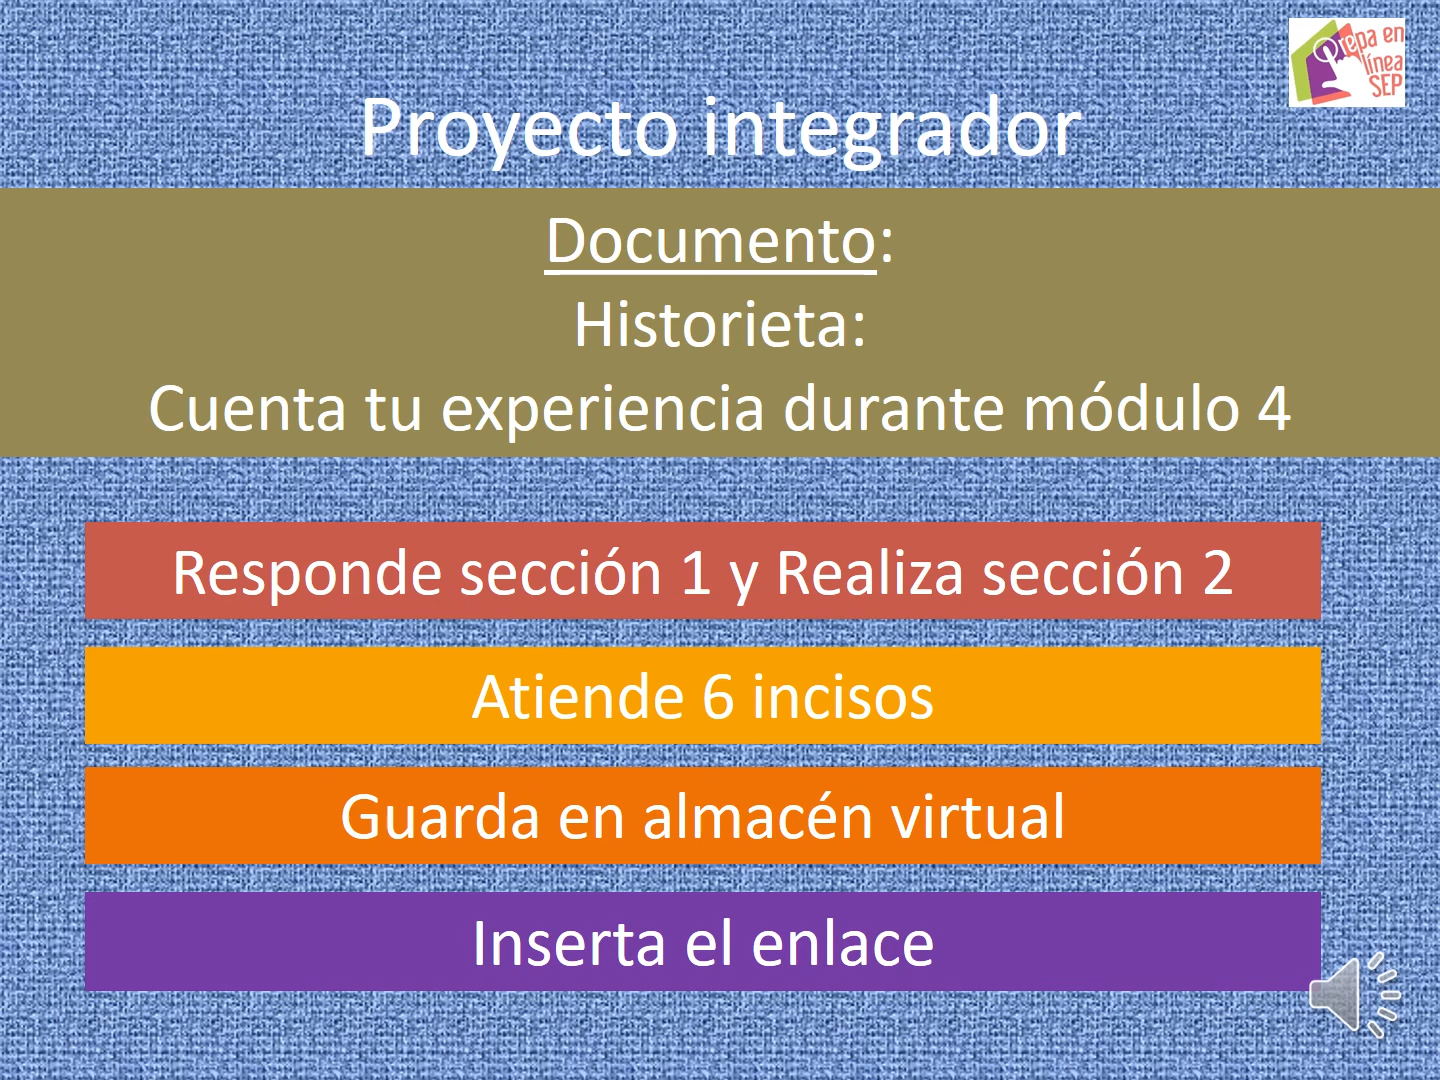 Prepa en
línea
SEP
Proyecto integrador
Documento:
Historieta:
Cuenta tu experiencia durante módulo 4
Responde sección 1 y Realiza sección 2
Atiende 6 incisos
Guarda en almacén virtual
Inserta el enlace